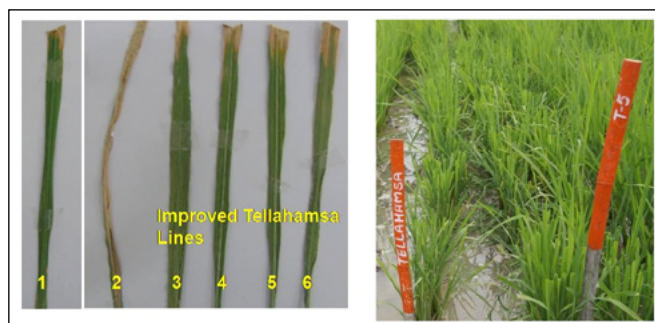 Improved Tellahamsa
Lines
1 2 3 4 5 6
TELLAHAMSA
T-5